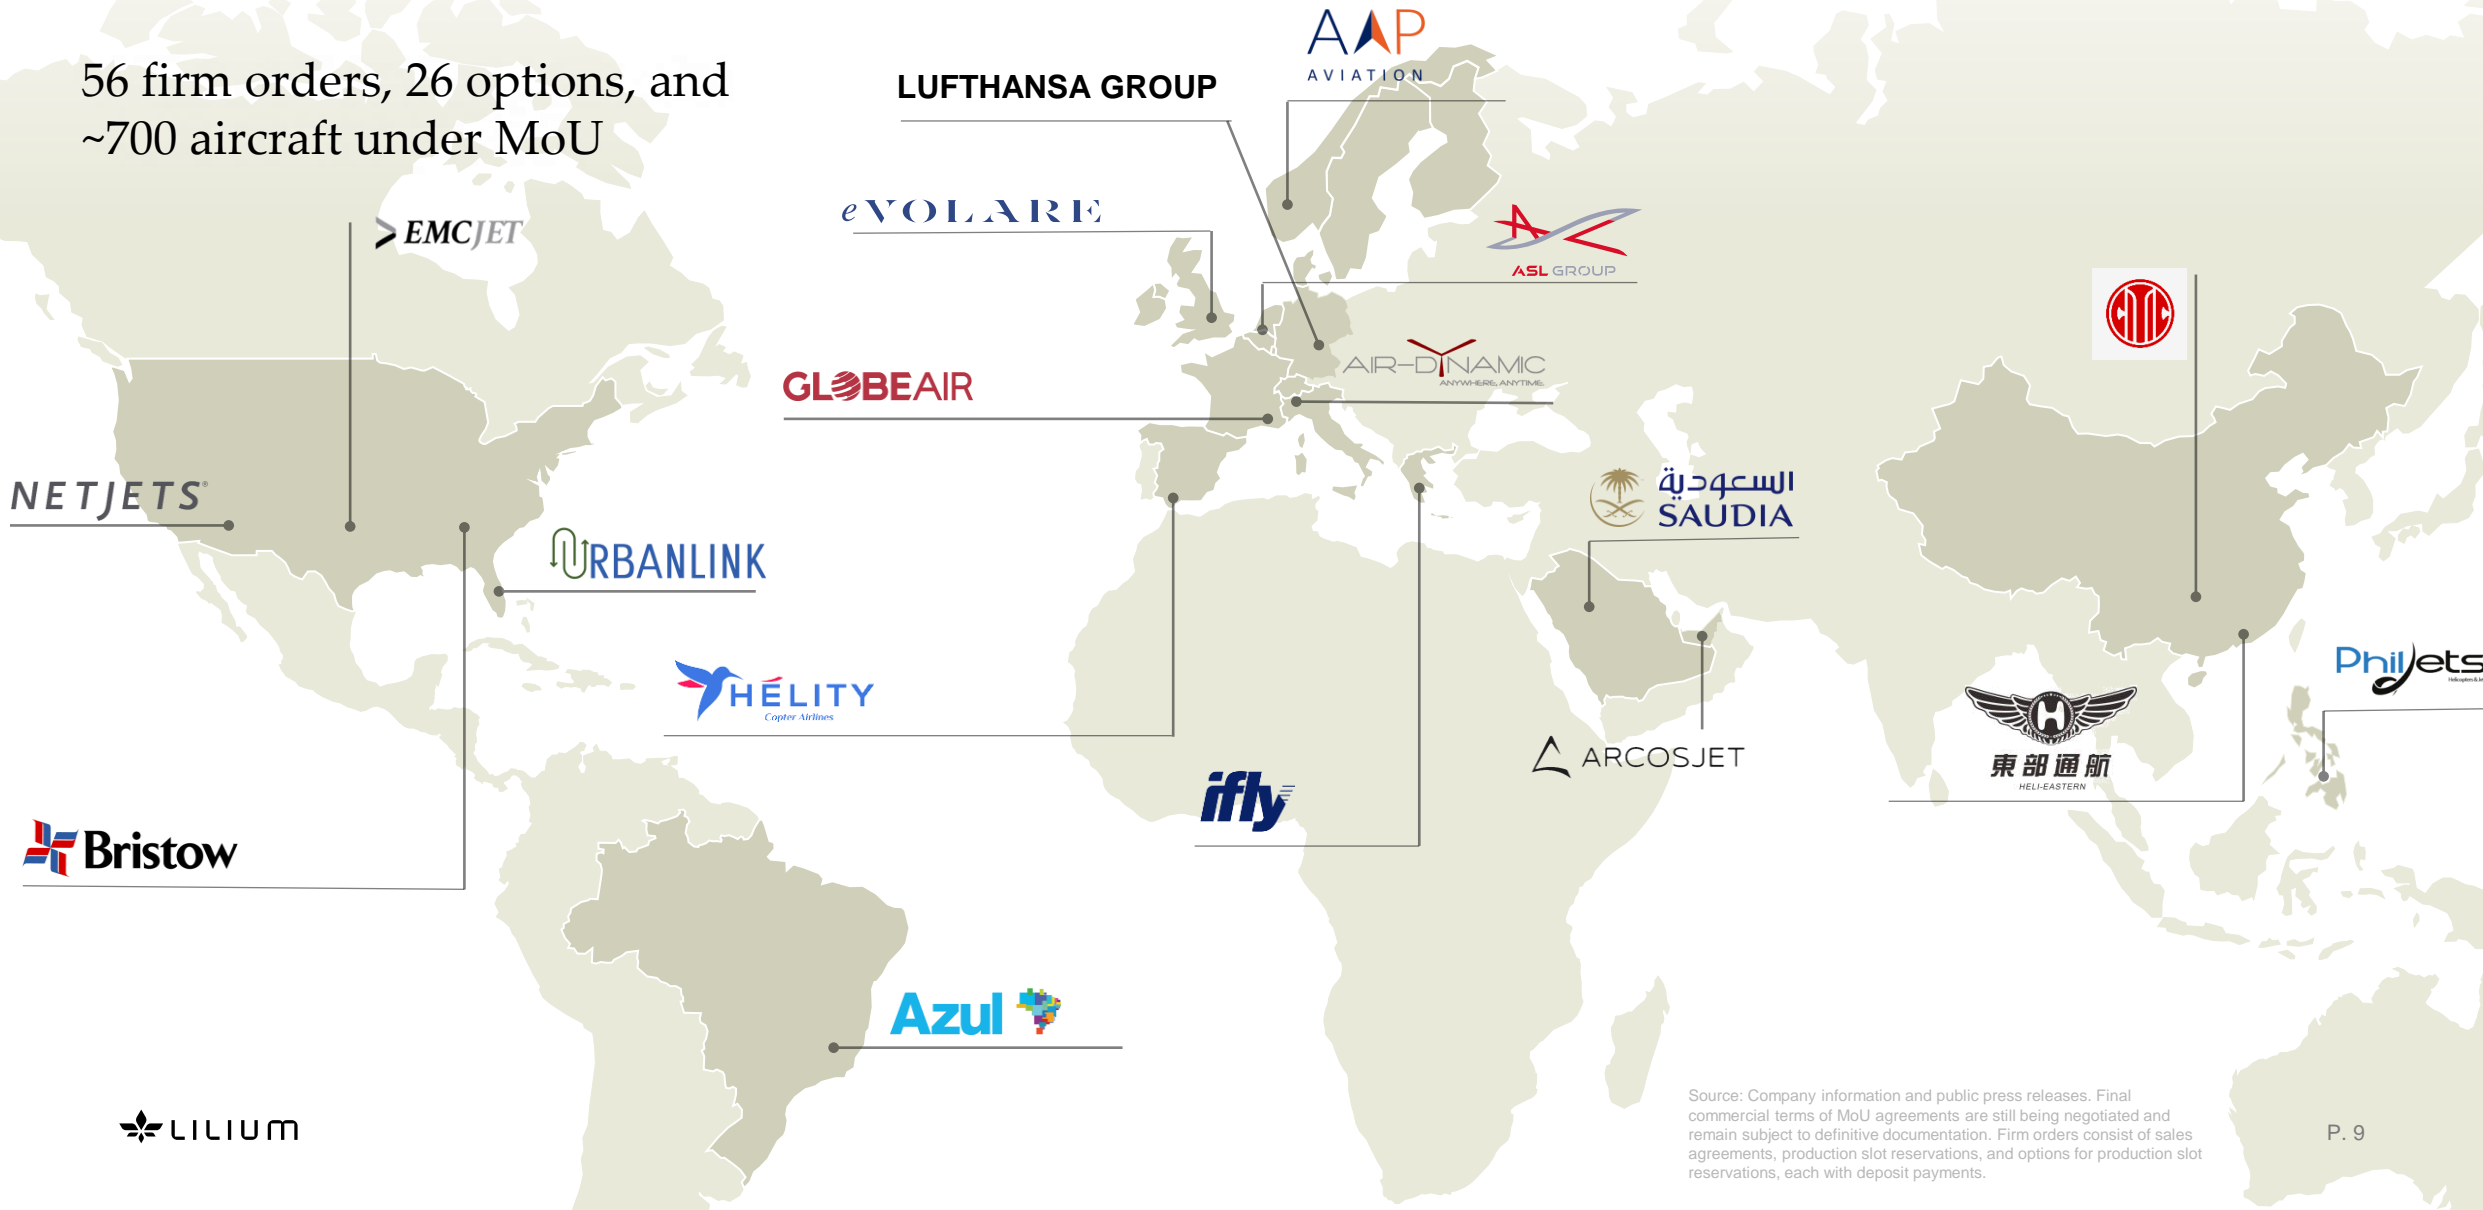 56 firm orders, 26 options, and
~700 aircraft under MoU
LUFTHANSA GROUP
AAP
AVIATION
EMCJET
eVOLARE
ASL GROUP
AIR-DYNAMIC
ANYWHERE, ANYTIME.
GLOBEAIR
NETJETS®
URBANLINK
السعودية
SAUDIA
HÉLITY
Copter Airlines
PhilJets
ARCOSJET
東部通航
HELI-EASTERN
ifly
Bristow
Azul
LILIUM
Source: Company information and public press releases. Final
commercial terms of MoU agreements are still being negotiated and
remain subject to definitive documentation. Firm orders consist of sales
agreements, production slot reservations, and options for production slot
reservations, each with deposit payments.
P. 9